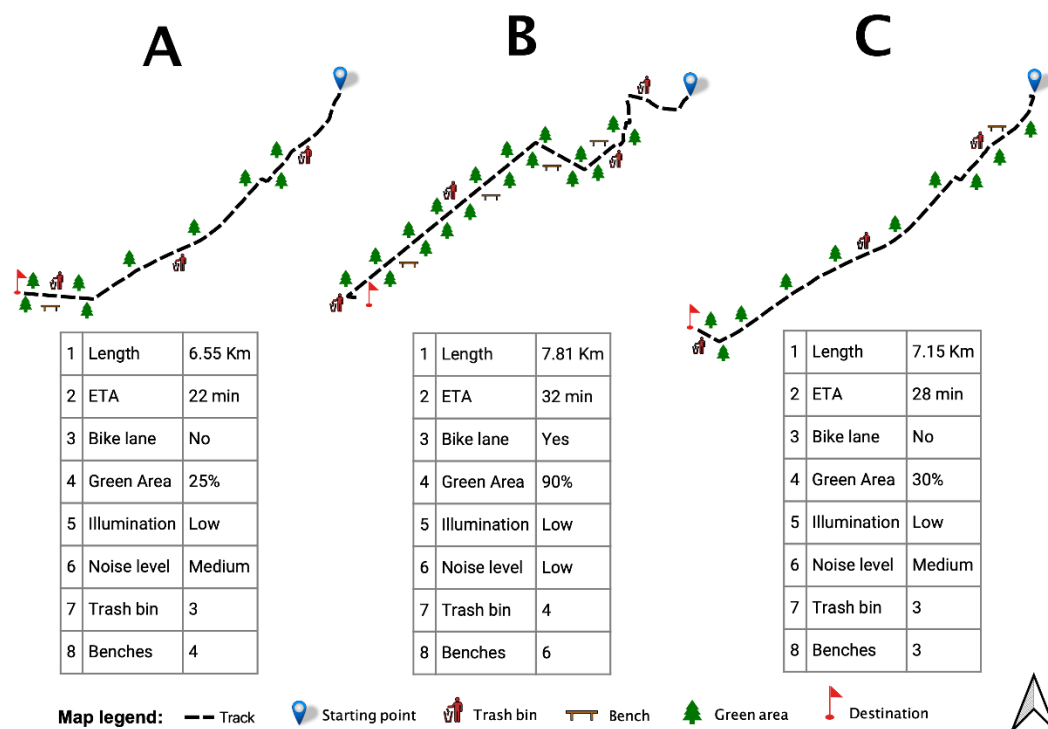 A
B
C
1 Length 6.55 Km
2 ETA 22 min
3 Bike lane No
4 Green Area 25%
5 Illumination Low
6 Noise level Medium
7 Trash bin 3
8 Benches 4
1 Length 7.81 Km
2 ETA 32 min
3 Bike lane Yes
4 Green Area 90%
5 Illumination Low
6 Noise level Low
7 Trash bin 4
8 Benches 6
1 Length 7.15 Km
2 ETA 28 min
3 Bike lane No
4 Green Area 30%
5 Illumination Low
6 Noise level Medium
7 Trash bin 3
8 Benches 3
Map legend: Track Starting point Trash bin Bench Green area Destination